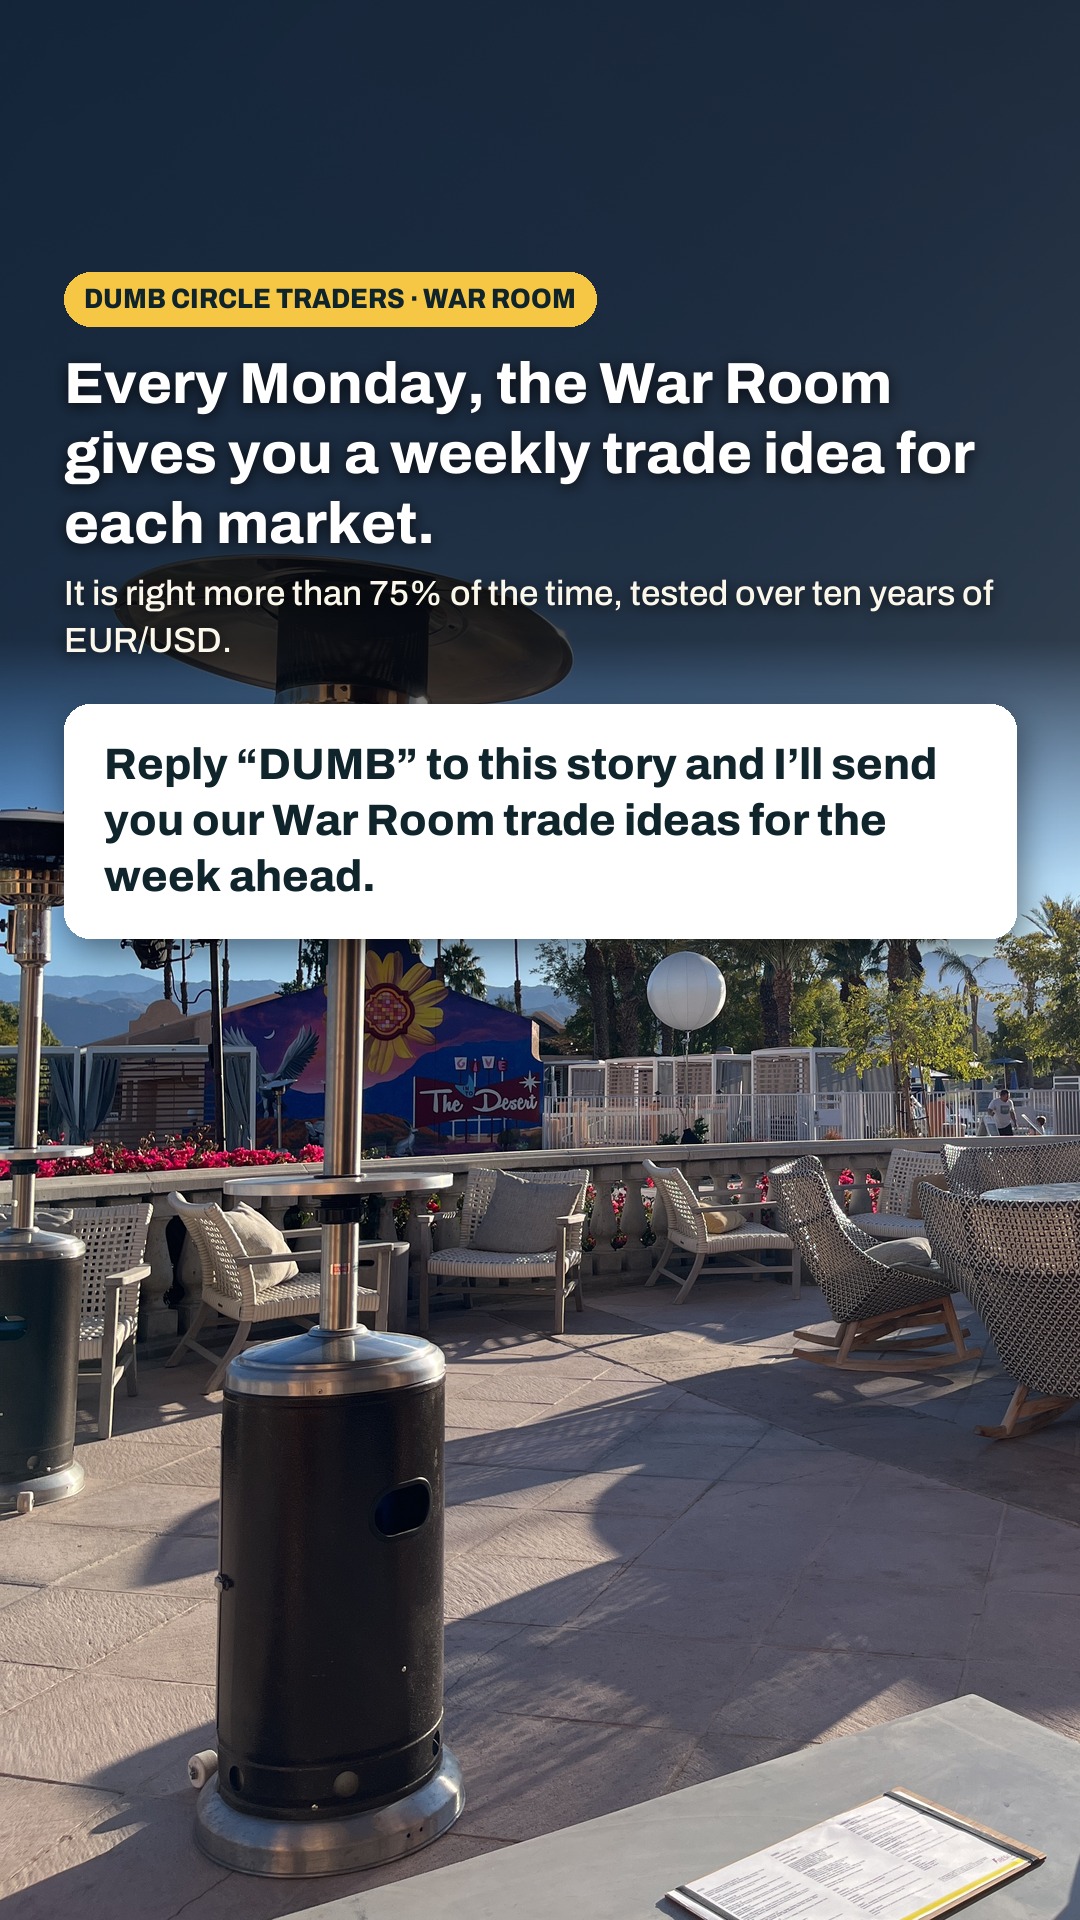 DUMB CIRCLE TRADERS · WAR ROOM
Every Monday, the War Room
gives you a weekly trade idea for
each market.
It is right more than 75% of the time, tested over ten years of
EUR/USD.
Reply “DUMB” to this story and I’ll send
you our War Room trade ideas for the
week ahead.
The Desert